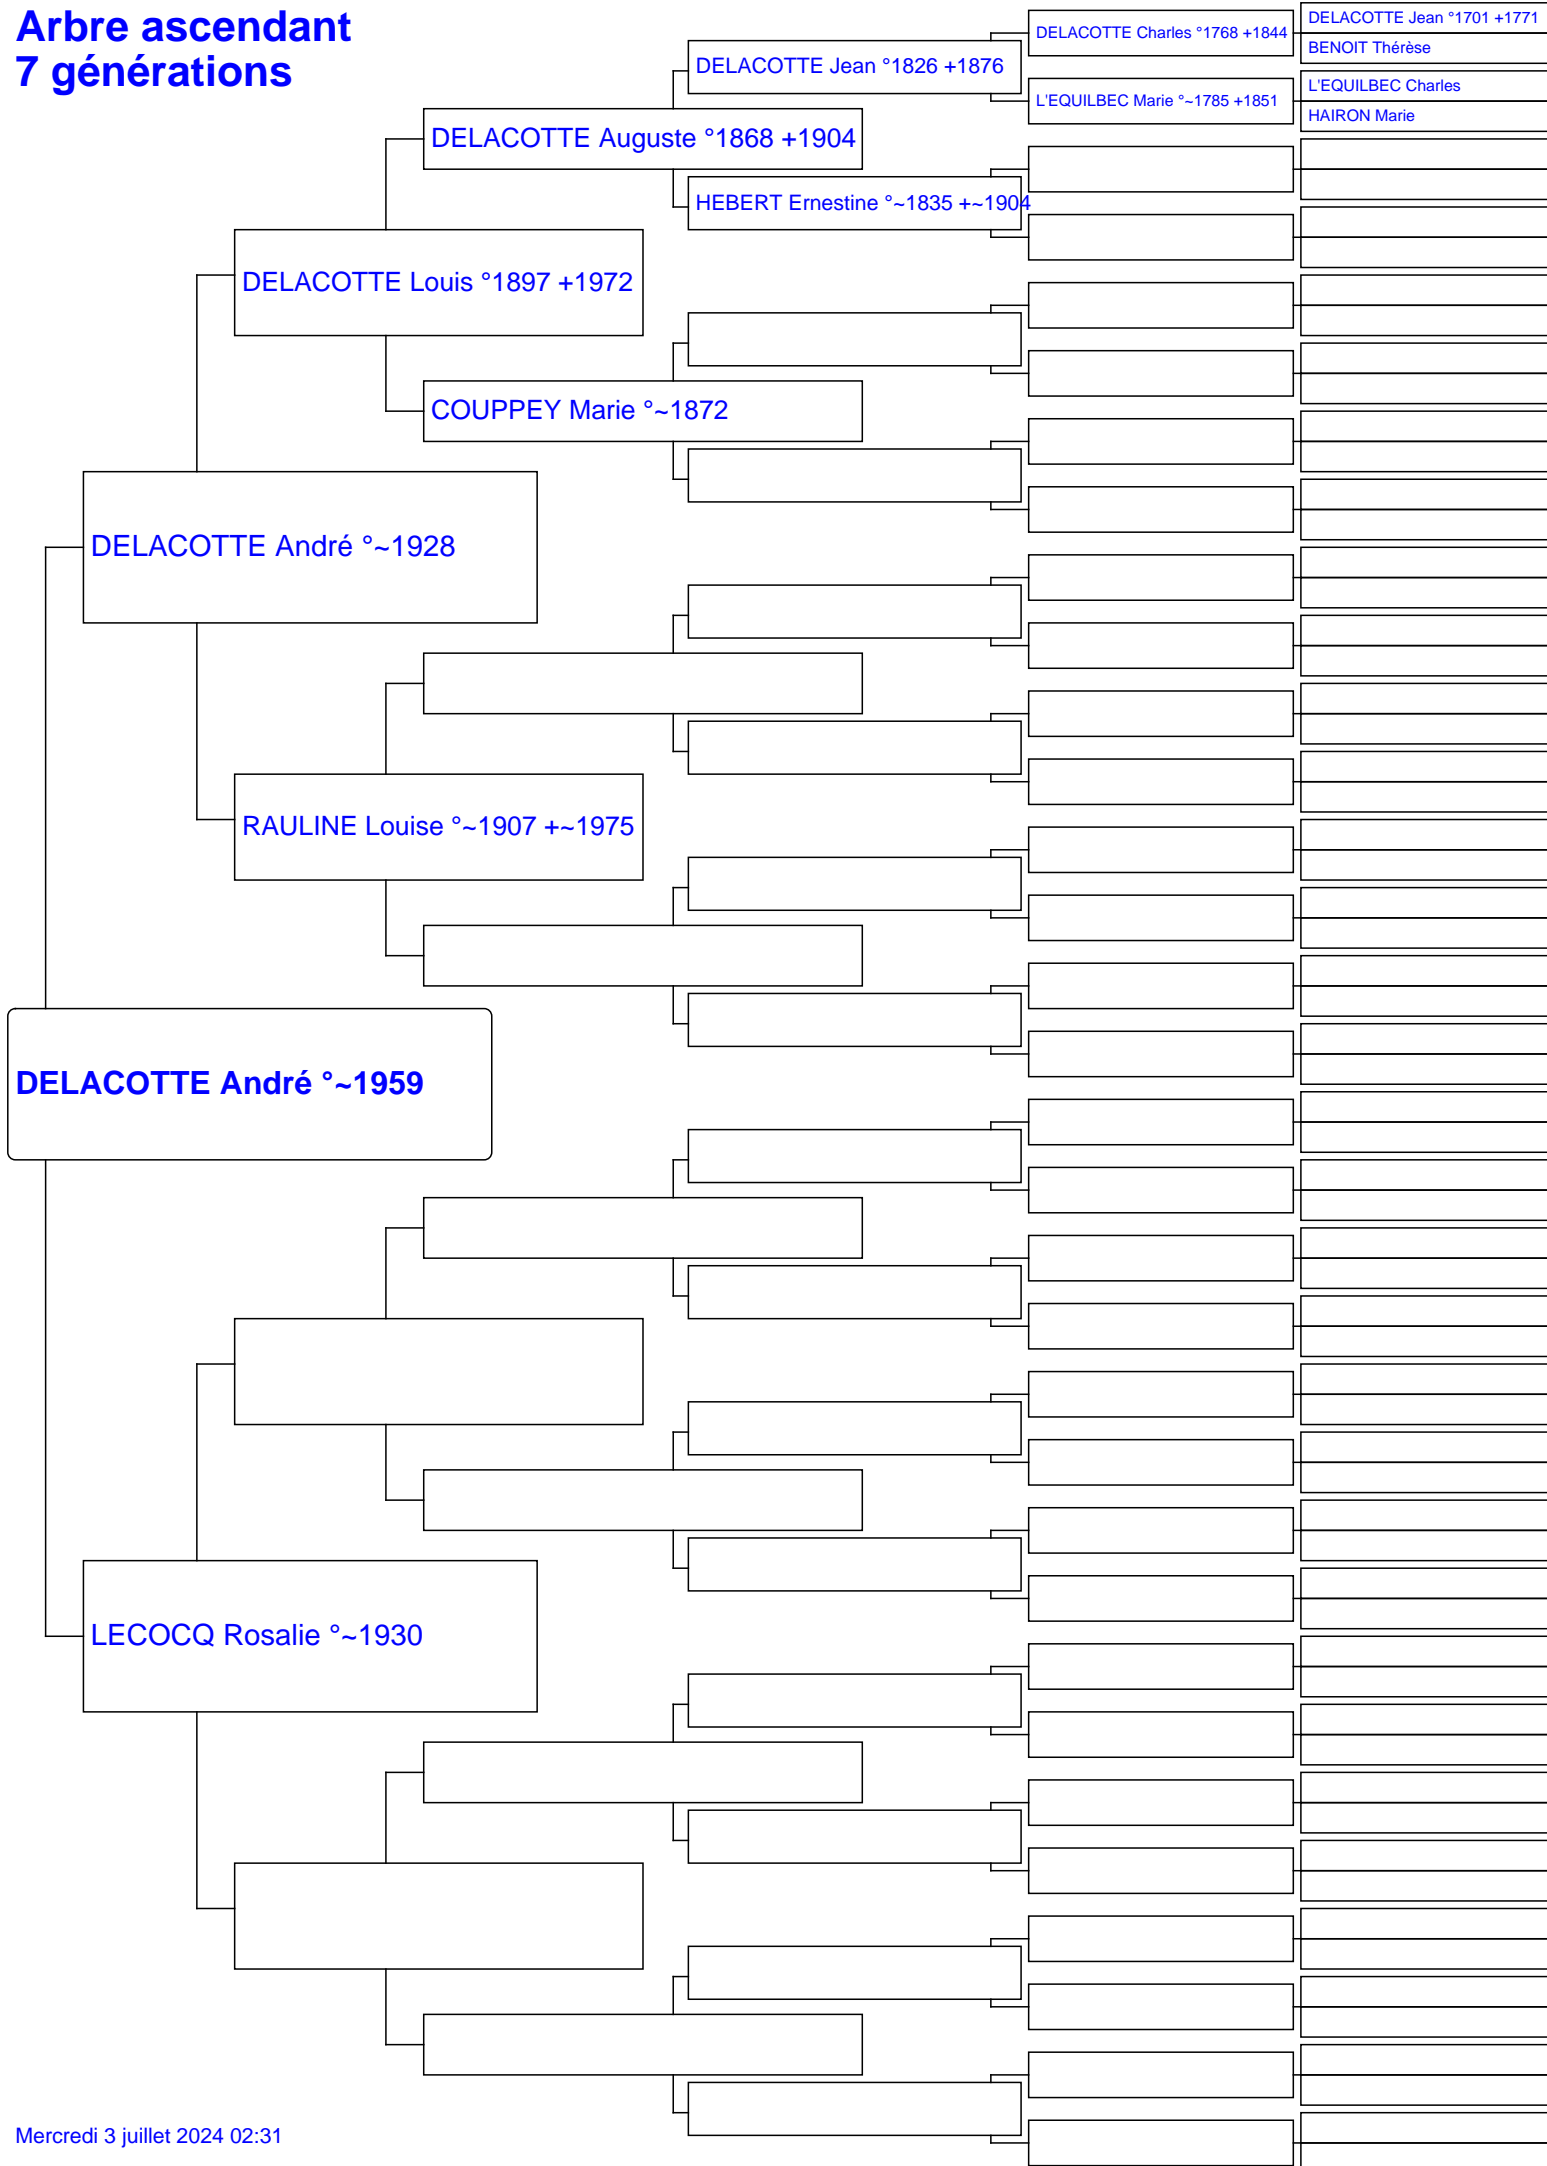 Arbre ascendant
7 générations
DELACOTTE Jean °1701 +1771
DELACOTTE Charles °1768 +1844
BENOIT Thérèse
DELACOTTE Jean °1826 +1876
L'EQUILBEC Charles
L'EQUILBEC Marie °~1785 +1851
HAIRON Marie
DELACOTTE Auguste °1868 +1904
HEBERT Ernestine °~1835 +~1904
DELACOTTE Louis °1897 +1972
COUPPEY Marie °~1872
DELACOTTE André °~1928
RAULINE Louise °~1907 +~1975
DELACOTTE André °~1959
LECOCQ Rosalie °~1930
Mercredi 3 juillet 2024 02:31